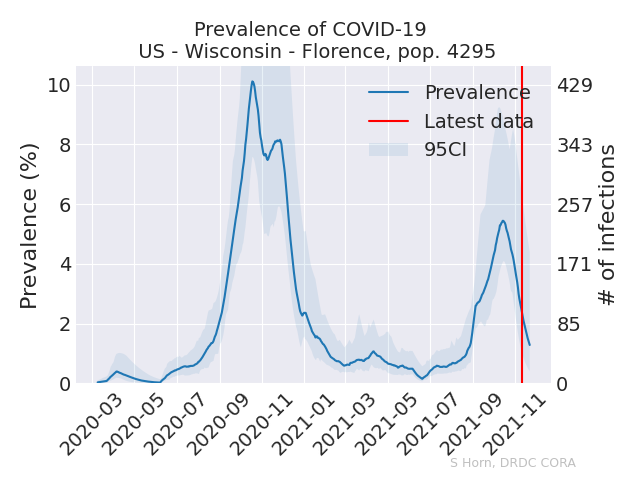 Prevalence of COVID-19
US - Wisconsin - Florence, pop. 4295
Prevalence (%)
10
8
6
4
2
0
429
343
257
171
85
0
# of infections
Prevalence
Latest data
95CI
2020-03
2020-05
2020-07
2020-09
2020-11
2021-01
2021-03
2021-05
2021-07
2021-09
2021-11
S Horn, DRDC CORA